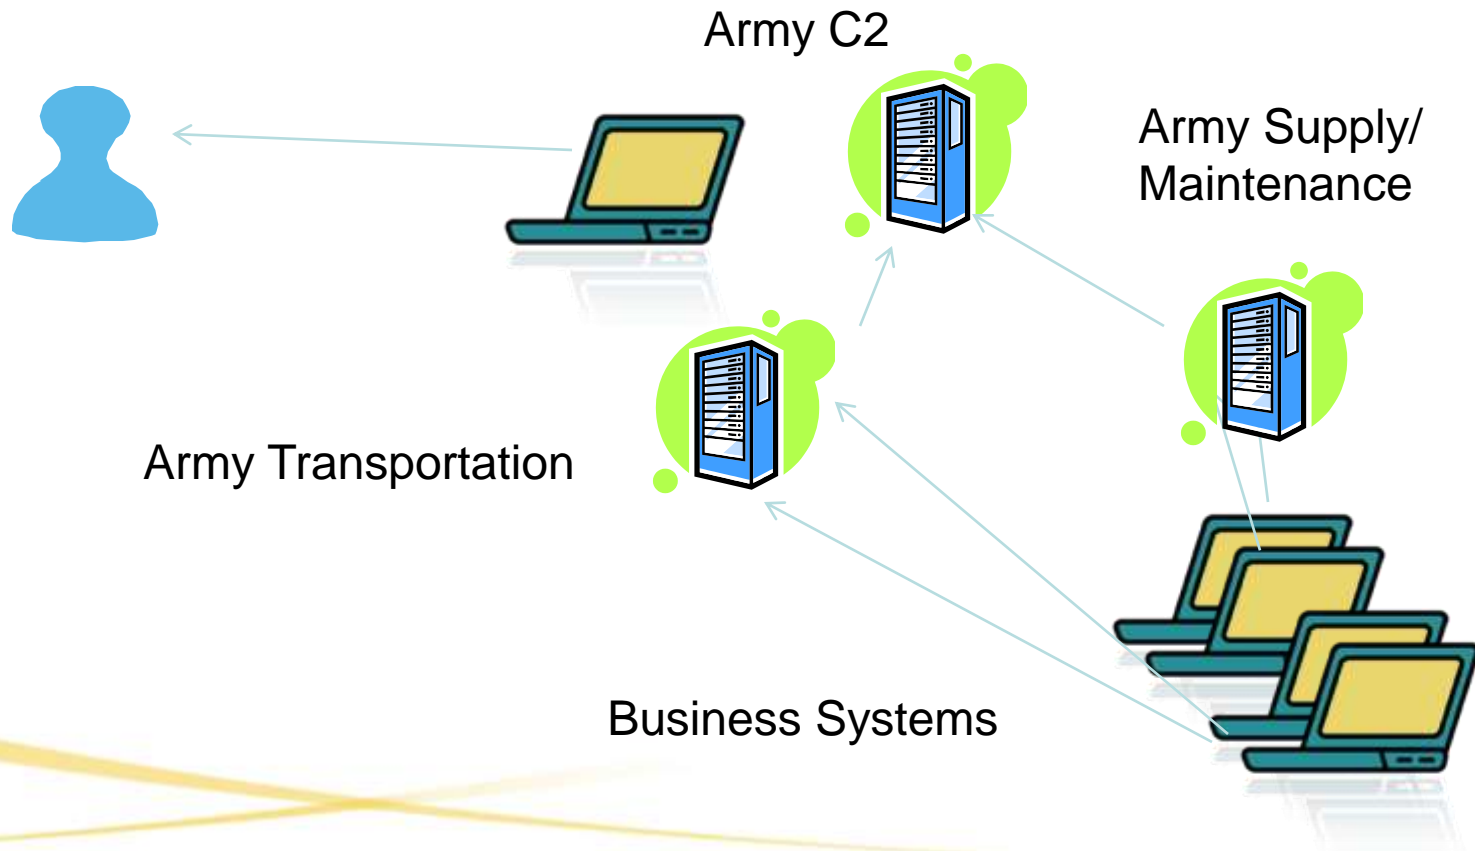 Army C2
Army Supply/
Maintenance
Army Transportation
Business Systems